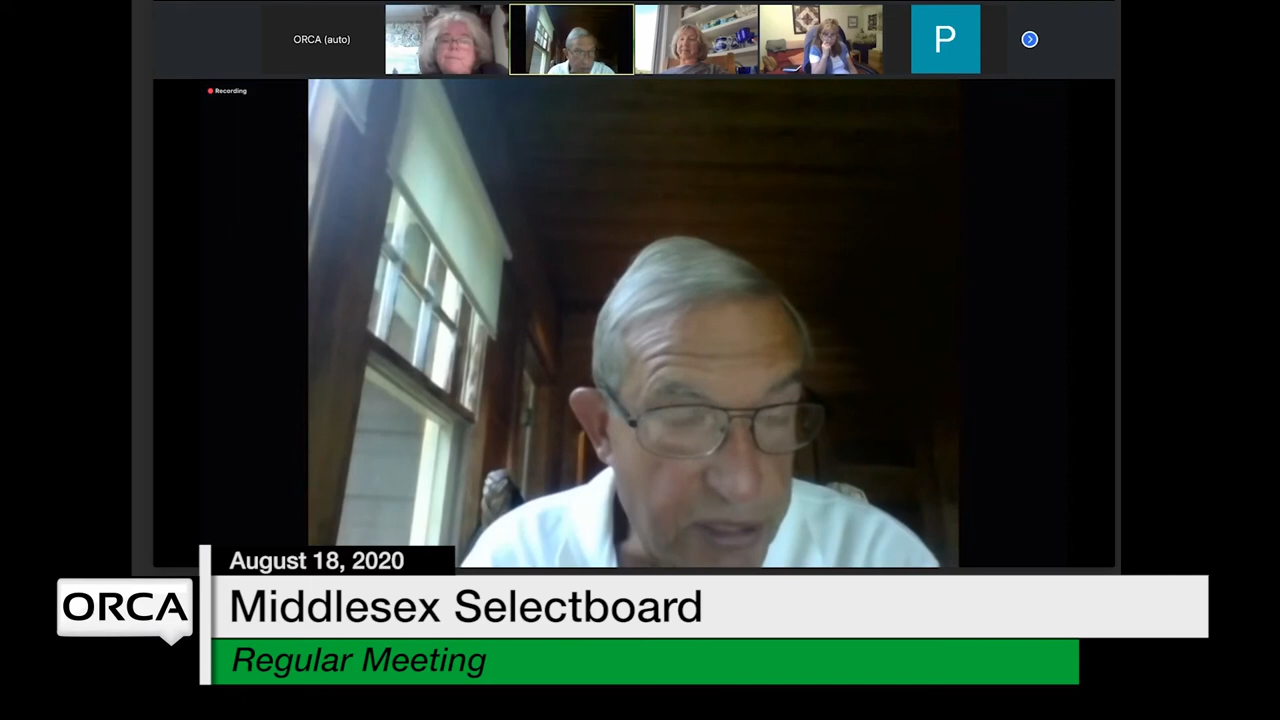 ORCA (auto)
P
Recording
August 18, 2020
ORCA
Middlesex Selectboard
Regular Meeting